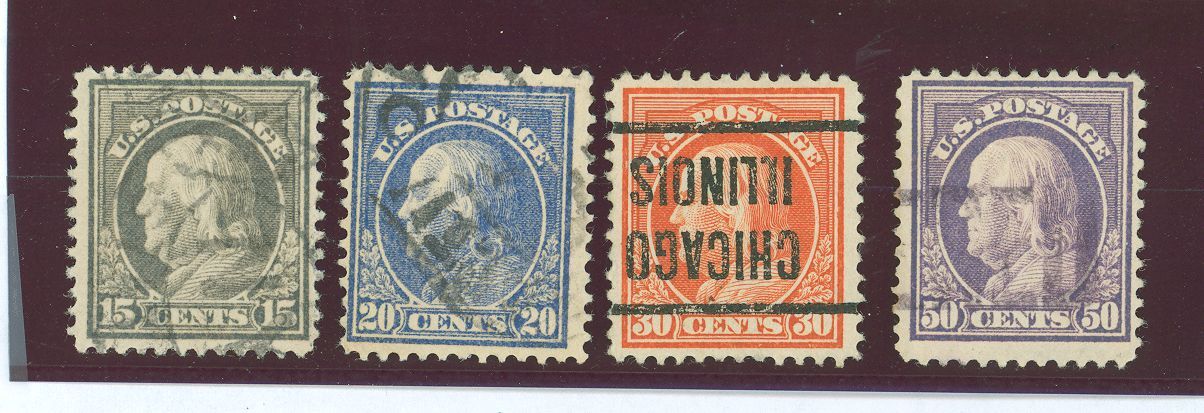 U.S. POSTAGE
15 CENTS 15
U.S. POSTAGE
20 CENTS 20
U.S. POSTAGE
CHICAGO
ILLINOIS
30 CENTS 30
U.S. POSTAGE
50 CENTS 50